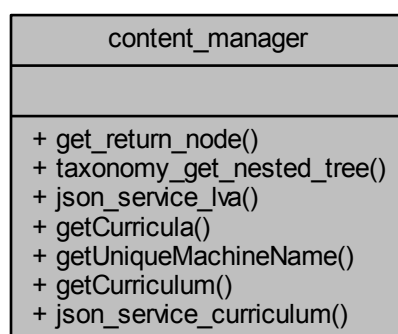 content_manager
+ get_return_node()
+ taxonomy_get_nested_tree()
+ json_service_lva()
+ getCurricula()
+ getUniqueMachineName()
+ getCurriculum()
+ json_service_curriculum()